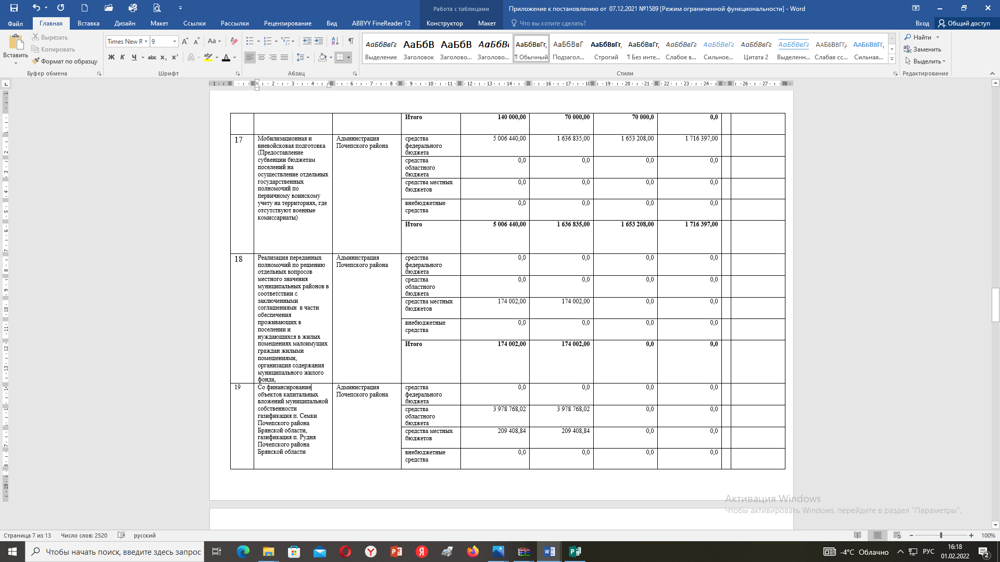 Работа с таблицами
Приложение к постановлению от 07.12.2021 №1589 [Режим ограниченной функциональности] - Word
Файл Главная Вставка Дизайн Макет Ссылки Рассылки Рецензирование Вид ABBYY FineReader 12 Конструктор Макет Что вы хотите сделать? Вход Общий доступ
Вставить
Вырезать
Копировать
Формат по образцу
Буфер обмена
Times New R 9
Ж К Ч abc x₂ x²
Шрифт
Абзац
АаБбВвГг АаБбВ АаБбВ АаБбВ АаБбВвГг, АаБбВвГ АаБбВвГг, АаБбВвГг, АаБбВвГг АаБбВвГг АаБбВвГг АаБбВвГг АаБбВвГг АаБбВвГг,
Выделение Заголовок Заголово... Заголово... ¶ Обычный Подзагол... Строгий ¶ Без инте... Слабое в... Сильное... Цитата 2 Выделенн... Слабая сс... Сильная...
Стили
Найти
Заменить
Выделить
Редактирование
Итого 140 000,00 70 000,00 70 000,0 0,0
17
Мобилизационная и
вневойсковая подготовка
(Предоставление
субвенции бюджетам
поселений на
осуществление отдельных
государственных
полномочий по
первичному воинскому
учету на территориях, где
отсутствуют военные
комиссариаты)
Администрация
Почепского района
средства
федерального
бюджета
5 006 440,00 1 636 835,00 1 653 208,00 1 716 397,00
средства
областного
бюджета
0,0 0,0 0,0 0,0
средства местных
бюджетов
0,0 0,0 0,0 0,0
внебюджетные
средства
0,0 0,0 0,0 0,0
Итого 5 006 440,00 1 636 835,00 1 653 208,00 1 716 397,00
18
Реализация переданных
полномочий по решению
отдельных вопросов
местного значения
муниципальных районов в
соответствии с
заключенными
соглашениями в части
обеспечения
проживающих в
поселении и
нуждающихся в жилых
помещениях малоимущих
граждан жилыми
помещениями,
организация содержания
муниципального жилого
фонда,
Администрация
Почепского района
средства
федерального
бюджета
0,0 0,0 0,0 0,0
средства
областного
бюджета
0,0 0,0 0,0 0,0
средства местных
бюджетов
174 002,00 174 002,00 0,0 0,0
внебюджетные
средства
0,0 0,0 0,0 0,0
Итого 174 002,00 174 002,00 0,0 0,0
19
Со финансирование
объектов капитальных
вложений муниципальной
собственности
газификация п. Семки
Почепского района
Брянской области,
газификация п. Рудня
Почепского района
Брянской области
Администрация
Почепского района
средства
федерального
бюджета
0,0 0,0 0,0 0,0
средства
областного
бюджета
3 978 768,02 3 978 768,02 0,0 0,0
средства местных
бюджетов
209 408,84 209 408,84 0,0 0,0
внебюджетные
средства
0,0 0,0 0,0 0,0
Активация Windows
Чтобы активировать Windows, перейдите в раздел "Параметры".
Страница 7 из 13 Число слов: 2520 русский 100%
Чтобы начать поиск, введите здесь запрос
-4°C Облачно РУС 16:18
01.02.2022
2